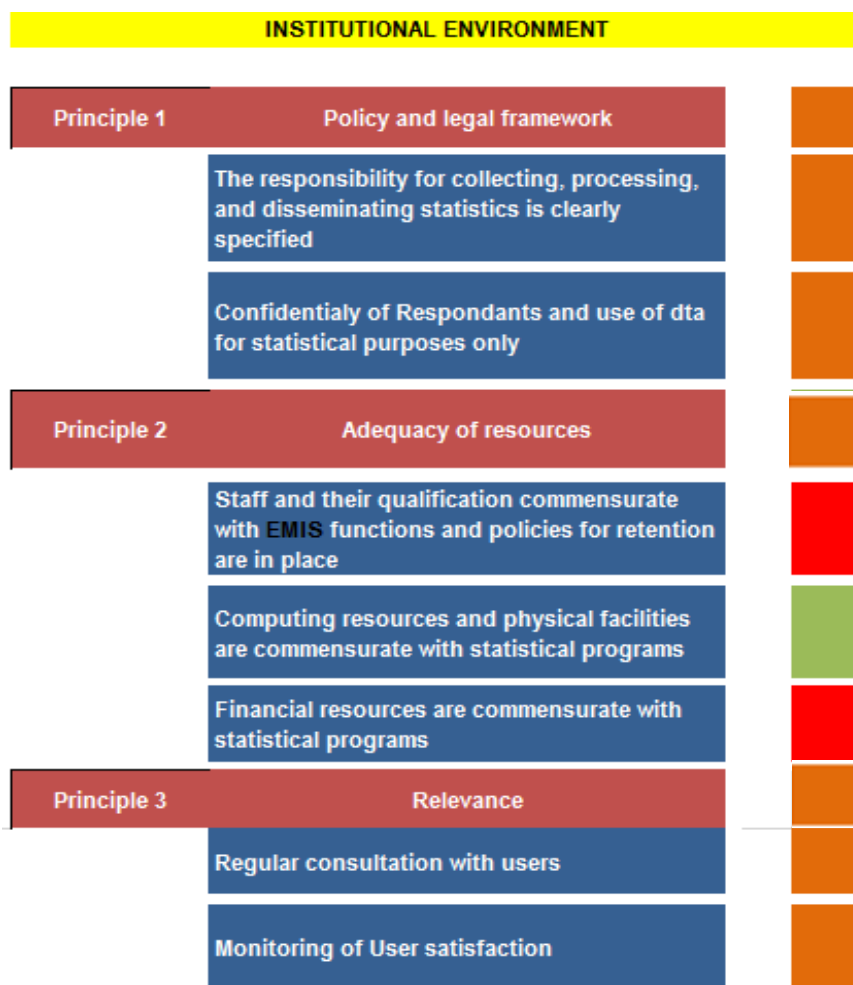 INSTITUTIONAL ENVIRONMENT
Principle 1 Policy and legal framework
The responsibility for collecting, processing,
and disseminating statistics is clearly
specified
Confidentialy of Respondants and use of dta
for statistical purposes only
Principle 2 Adequacy of resources
Staff and their qualification commensurate
with EMIS functions and policies for retention
are in place
Computing resources and physical facilities
are commensurate with statistical programs
Financial resources are commensurate with
statistical programs
Principle 3 Relevance
Regular consultation with users
Monitoring of User satisfaction